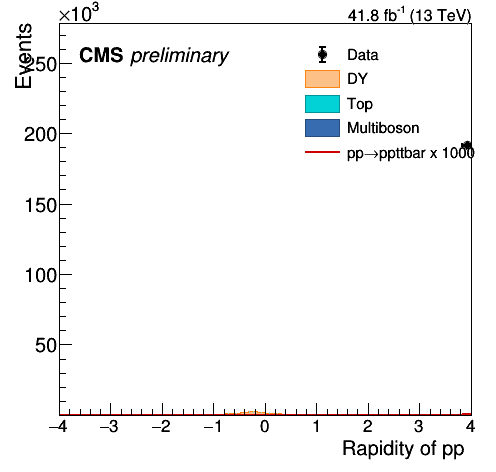 ×10³
41.8 fb⁻¹ (13 TeV)
Events
CMS preliminary
Data
DY
Top
Multiboson
pp→ppttbar x 1000
250
200
150
100
50
−4 −3 −2 −1 0 1 2 3 4
Rapidity of pp